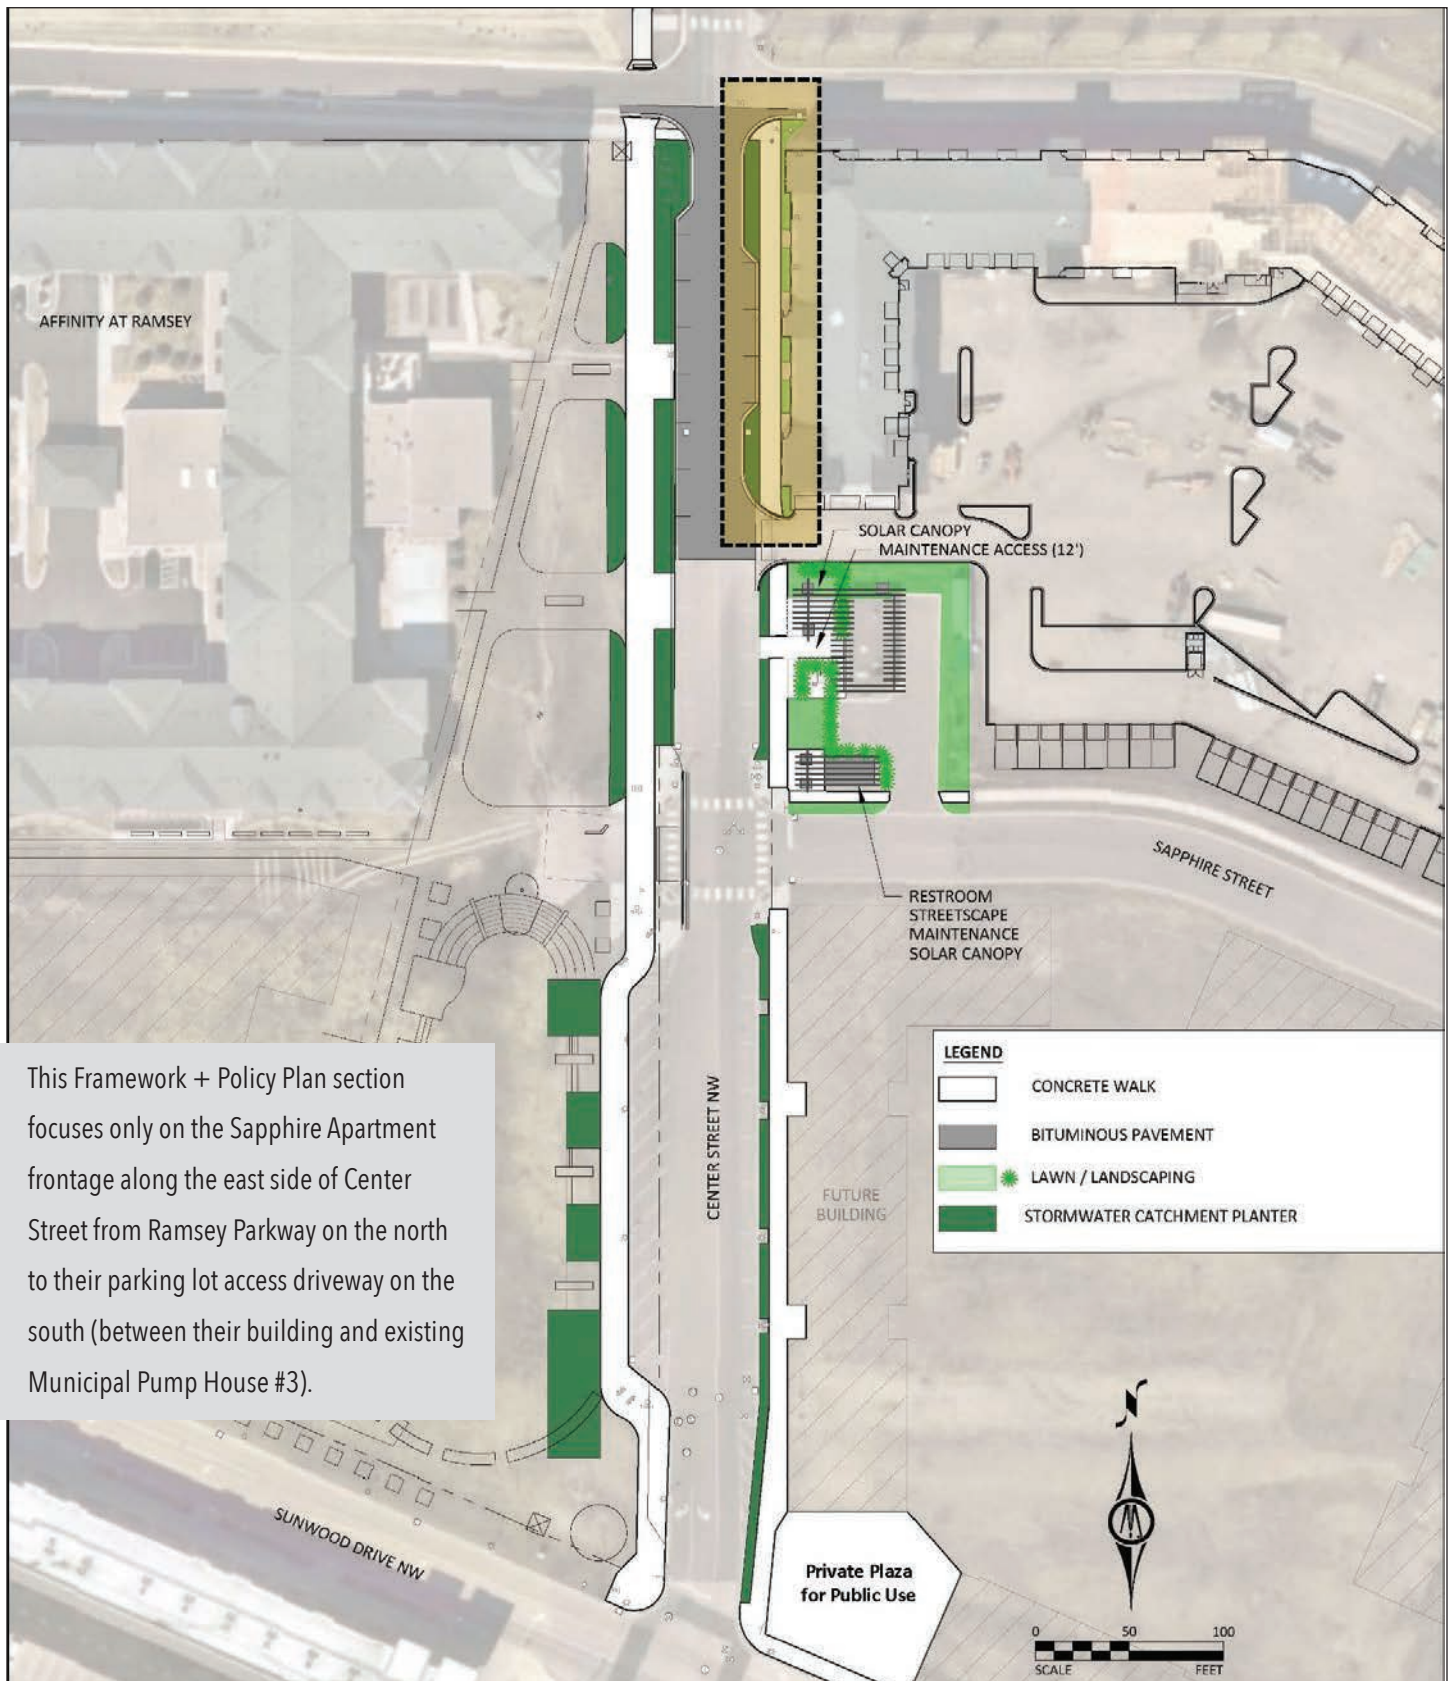 AFFINITY AT RAMSEY
SOLAR CANOPY
MAINTENANCE ACCESS (12')
SAPPHIRE STREET
RESTROOM
STREETSCAPE
MAINTENANCE
SOLAR CANOPY
This Framework + Policy Plan section
focuses only on the Sapphire Apartment
frontage along the east side of Center
Street from Ramsey Parkway on the north
to their parking lot access driveway on the
south (between their building and existing
Municipal Pump House #3).
CENTER STREET NW
FUTURE
BUILDING
LEGEND
CONCRETE WALK
BITUMINOUS PAVEMENT
LAWN / LANDSCAPING
STORMWATER CATCHMENT PLANTER
SUNWOOD DRIVE NW
Private Plaza
for Public Use
N
0 50 100
SCALE FEET